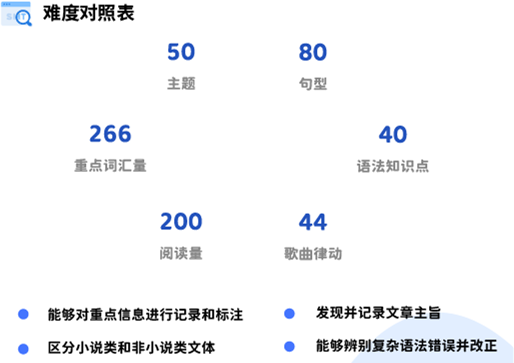 难度对照表
50 80
主题 句型
266 40
重点词汇量 语法知识点
200 44
阅读量 歌曲律动
能够对重点信息进行记录和标注 发现并记录文章主旨
区分小说类和非小说类文体 能够辨别复杂语法错误并改正